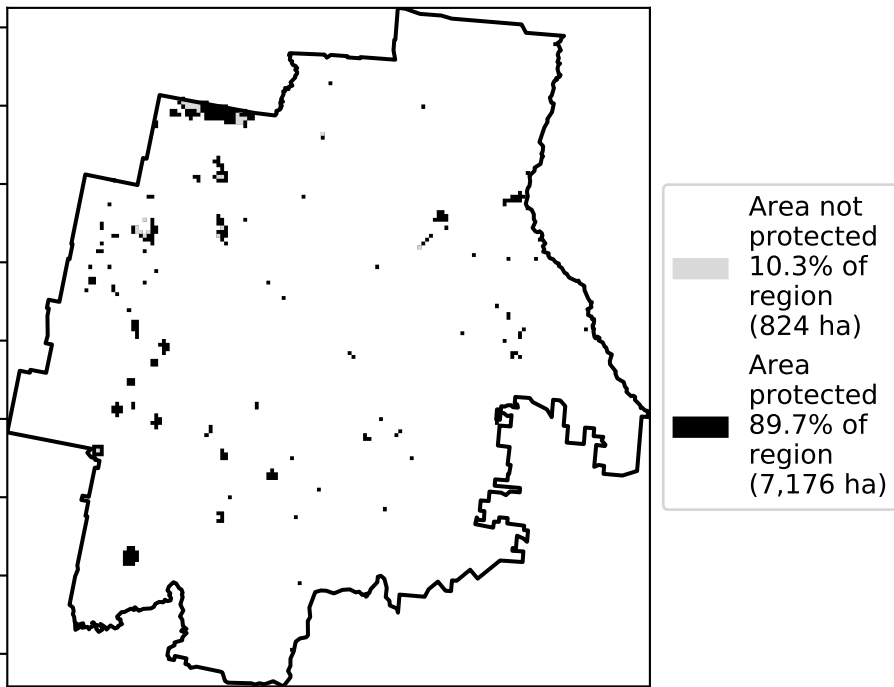 Area not
protected
10.3% of
region
(824 ha)
Area
protected
89.7% of
region
(7,176 ha)